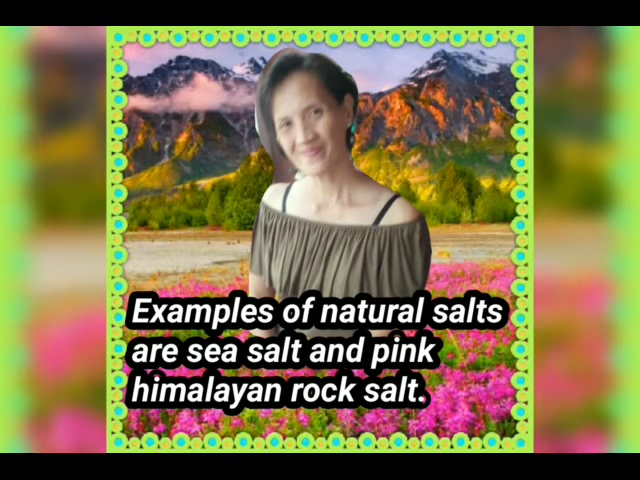 Examples of natural salts
are sea salt and pink
himalayan rock salt.